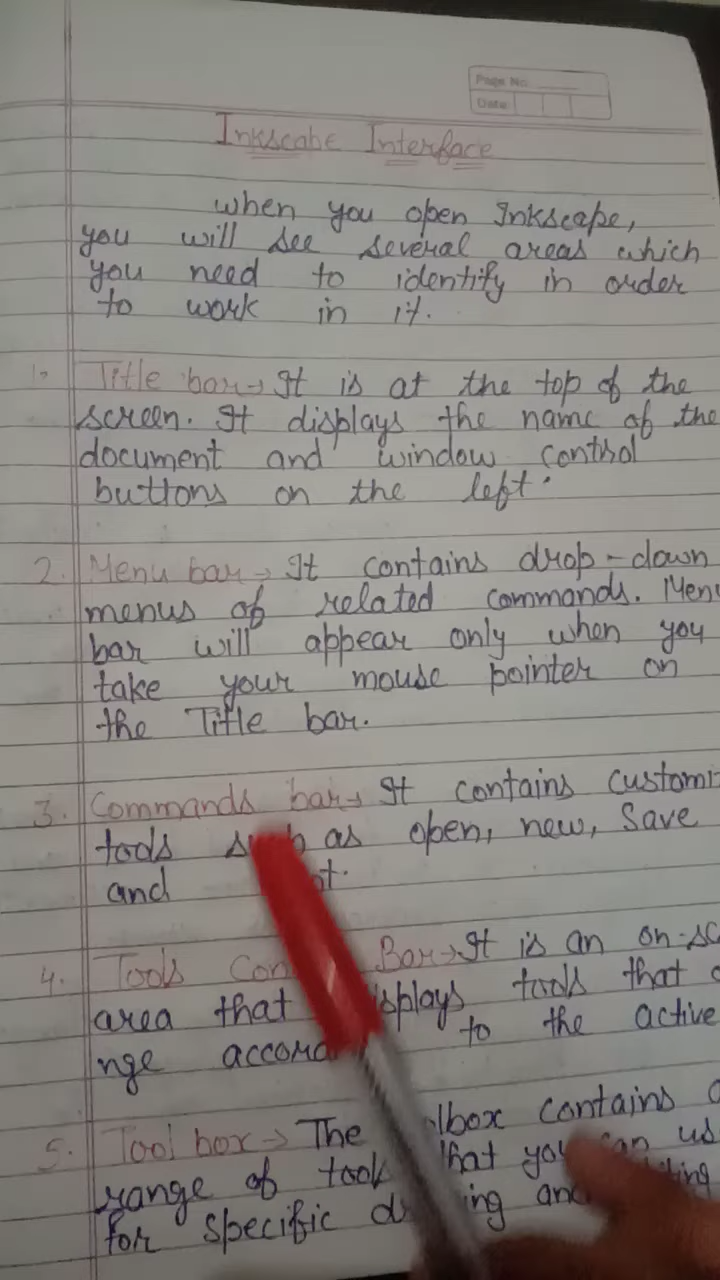 Page No.
Date
Inkscape Interface
when you open Inkscape,
you will see several areas which
you need to identify in order
to work in it.
1. Title bar→ It is at the top of the
screen. It displays the name of the
document and window control
buttons on the left.
2. Menu bar→ It contains drop-down
menus of related commands. Menu
bar will appear only when you
take your mouse pointer on
the Title bar.
3. Commands bar→ It contains
tools as open, new, Save
and
4. Tools Bar→ It is an
area that tools that
nge to the active
5. Tool box→ The contains
range of that you
for specific